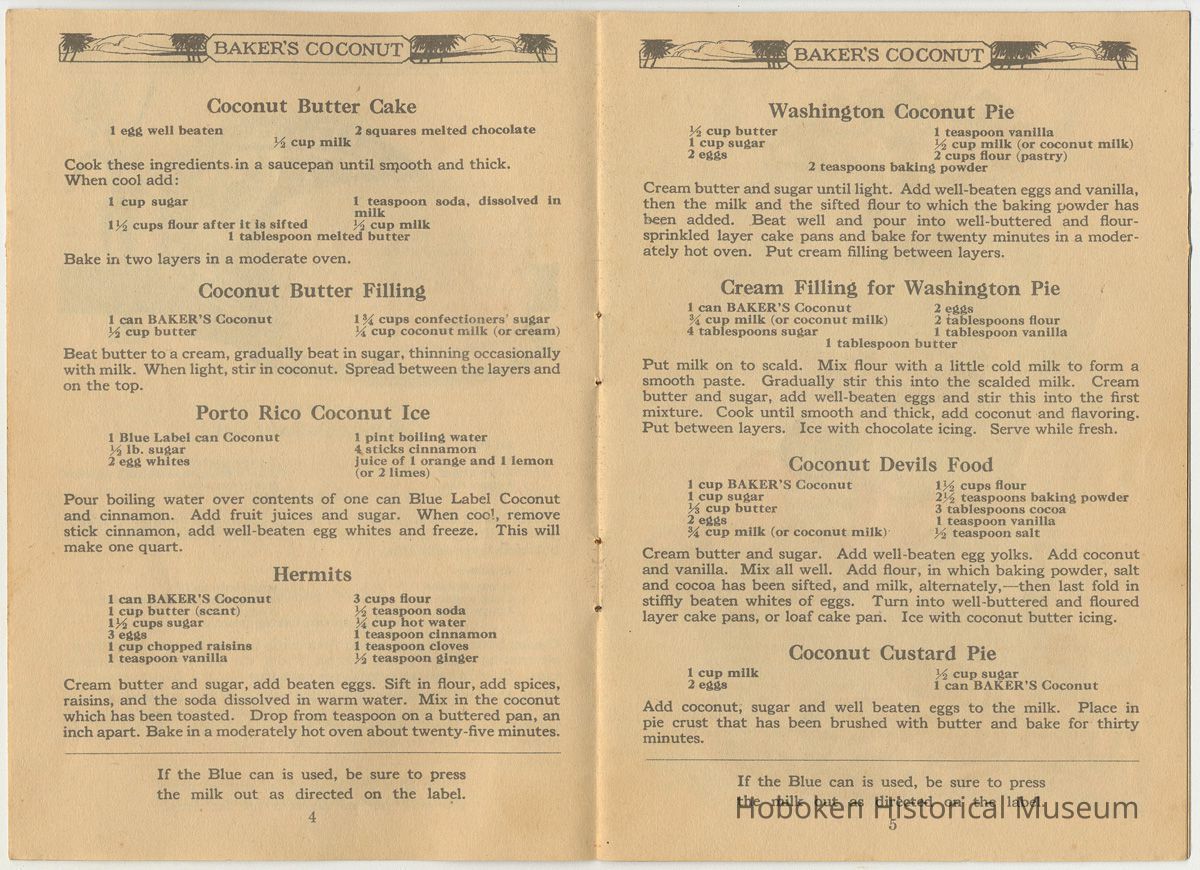 BAKER'S COCONUT
Coconut Butter Cake
1 egg well beaten 2 squares melted chocolate
½ cup milk
Cook these ingredients in a saucepan until smooth and thick.
When cool add:
1 cup sugar 1 teaspoon soda, dissolved in
milk
1½ cups flour after it is sifted ½ cup milk
1 tablespoon melted butter
Bake in two layers in a moderate oven.
Coconut Butter Filling
1 can BAKER'S Coconut 1¾ cups confectioners' sugar
½ cup butter ¼ cup coconut milk (or cream)
Beat butter to a cream, gradually beat in sugar, thinning occasionally
with milk. When light, stir in coconut. Spread between the layers and
on the top.
Porto Rico Coconut Ice
1 Blue Label can Coconut 1 pint boiling water
½ lb. sugar 4 sticks cinnamon
2 egg whites juice of 1 orange and 1 lemon
(or 2 limes)
Pour boiling water over contents of one can Blue Label Coconut
and cinnamon. Add fruit juices and sugar. When cool, remove
stick cinnamon, add well-beaten egg whites and freeze. This will
make one quart.
Hermits
1 can BAKER'S Coconut 3 cups flour
1 cup butter (scant) ½ teaspoon soda
1½ cups sugar ¼ cup hot water
3 eggs 1 teaspoon cinnamon
1 cup chopped raisins 1 teaspoon cloves
1 teaspoon vanilla ½ teaspoon ginger
Cream butter and sugar, add beaten eggs. Sift in flour, add spices,
raisins, and the soda dissolved in warm water. Mix in the coconut
which has been toasted. Drop from teaspoon on a buttered pan, an
inch apart. Bake in a moderately hot oven about twenty-five minutes.
If the Blue can is used, be sure to press
the milk out as directed on the label.
4
BAKER'S COCONUT
Washington Coconut Pie
½ cup butter 1 teaspoon vanilla
1 cup sugar ½ cup milk (or coconut milk)
2 eggs 2 cups flour (pastry)
2 teaspoons baking powder
Cream butter and sugar until light. Add well-beaten eggs and vanilla,
then the milk and the sifted flour to which the baking powder has
been added. Beat well and pour into well-buttered and flour-
sprinkled layer cake pans and bake for twenty minutes in a moder-
ately hot oven. Put cream filling between layers.
Cream Filling for Washington Pie
1 can BAKER'S Coconut 2 eggs
¾ cup milk (or coconut milk) 2 tablespoons flour
4 tablespoons sugar 1 tablespoon vanilla
1 tablespoon butter
Put milk on to scald. Mix flour with a little cold milk to form a
smooth paste. Gradually stir this into the scalded milk. Cream
butter and sugar, add well-beaten eggs and stir this into the first
mixture. Cook until smooth and thick, add coconut and flavoring.
Put between layers. Ice with chocolate icing. Serve while fresh.
Coconut Devils Food
1 cup BAKER'S Coconut 1½ cups flour
1 cup sugar 2½ teaspoons baking powder
⅓ cup butter 3 tablespoons cocoa
2 eggs 1 teaspoon vanilla
¾ cup milk (or coconut milk) ½ teaspoon salt
Cream butter and sugar. Add well-beaten egg yolks. Add coconut
and vanilla. Mix all well. Add flour, in which baking powder, salt
and cocoa has been sifted, and milk, alternately,—then last fold in
stiffly beaten whites of eggs. Turn into well-buttered and floured
layer cake pans, or loaf cake pan. Ice with coconut butter icing.
Coconut Custard Pie
1 cup milk ½ cup sugar
2 eggs 1 can BAKER'S Coconut
Add coconut, sugar and well beaten eggs to the milk. Place in
pie crust that has been brushed with butter and bake for thirty
minutes.
If the Blue can is used, be sure to press
the milk out as directed on the label.
Hoboken Historical Museum
5